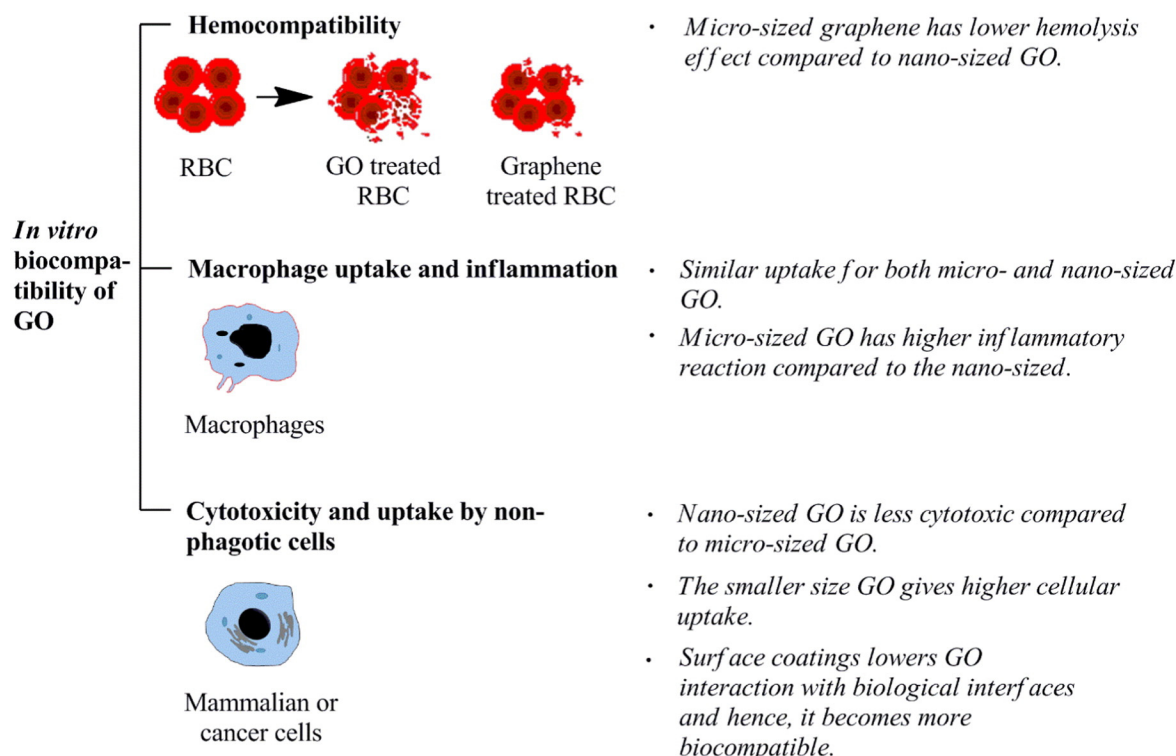 Hemocompatibility
RBC
GO treated
RBC
Graphene
treated RBC
· Micro-sized graphene has lower hemolysis
effect compared to nano-sized GO.
In vitro
biocompa-
tibility of
GO
Macrophage uptake and inflammation
Macrophages
· Similar uptake for both micro- and nano-sized
GO.
· Micro-sized GO has higher inflammatory
reaction compared to the nano-sized.
Cytotoxicity and uptake by non-
phagotic cells
Mammalian or
cancer cells
· Nano-sized GO is less cytotoxic compared
to micro-sized GO.
· The smaller size GO gives higher cellular
uptake.
· Surface coatings lowers GO
interaction with biological interfaces
and hence, it becomes more
biocompatible.